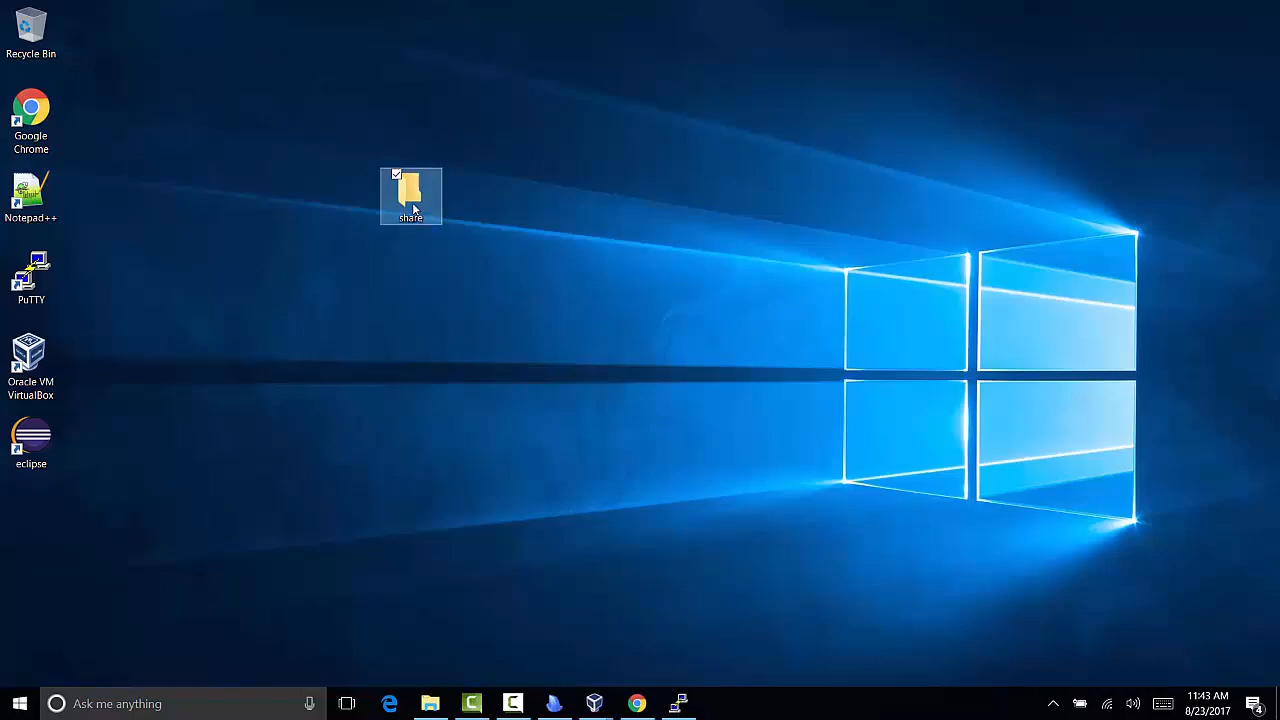 Recycle Bin
Google
Chrome
Notepad++
PuTTY
Oracle VM
VirtualBox
eclipse
share
Ask me anything
11:43 AM
8/23/2017
4